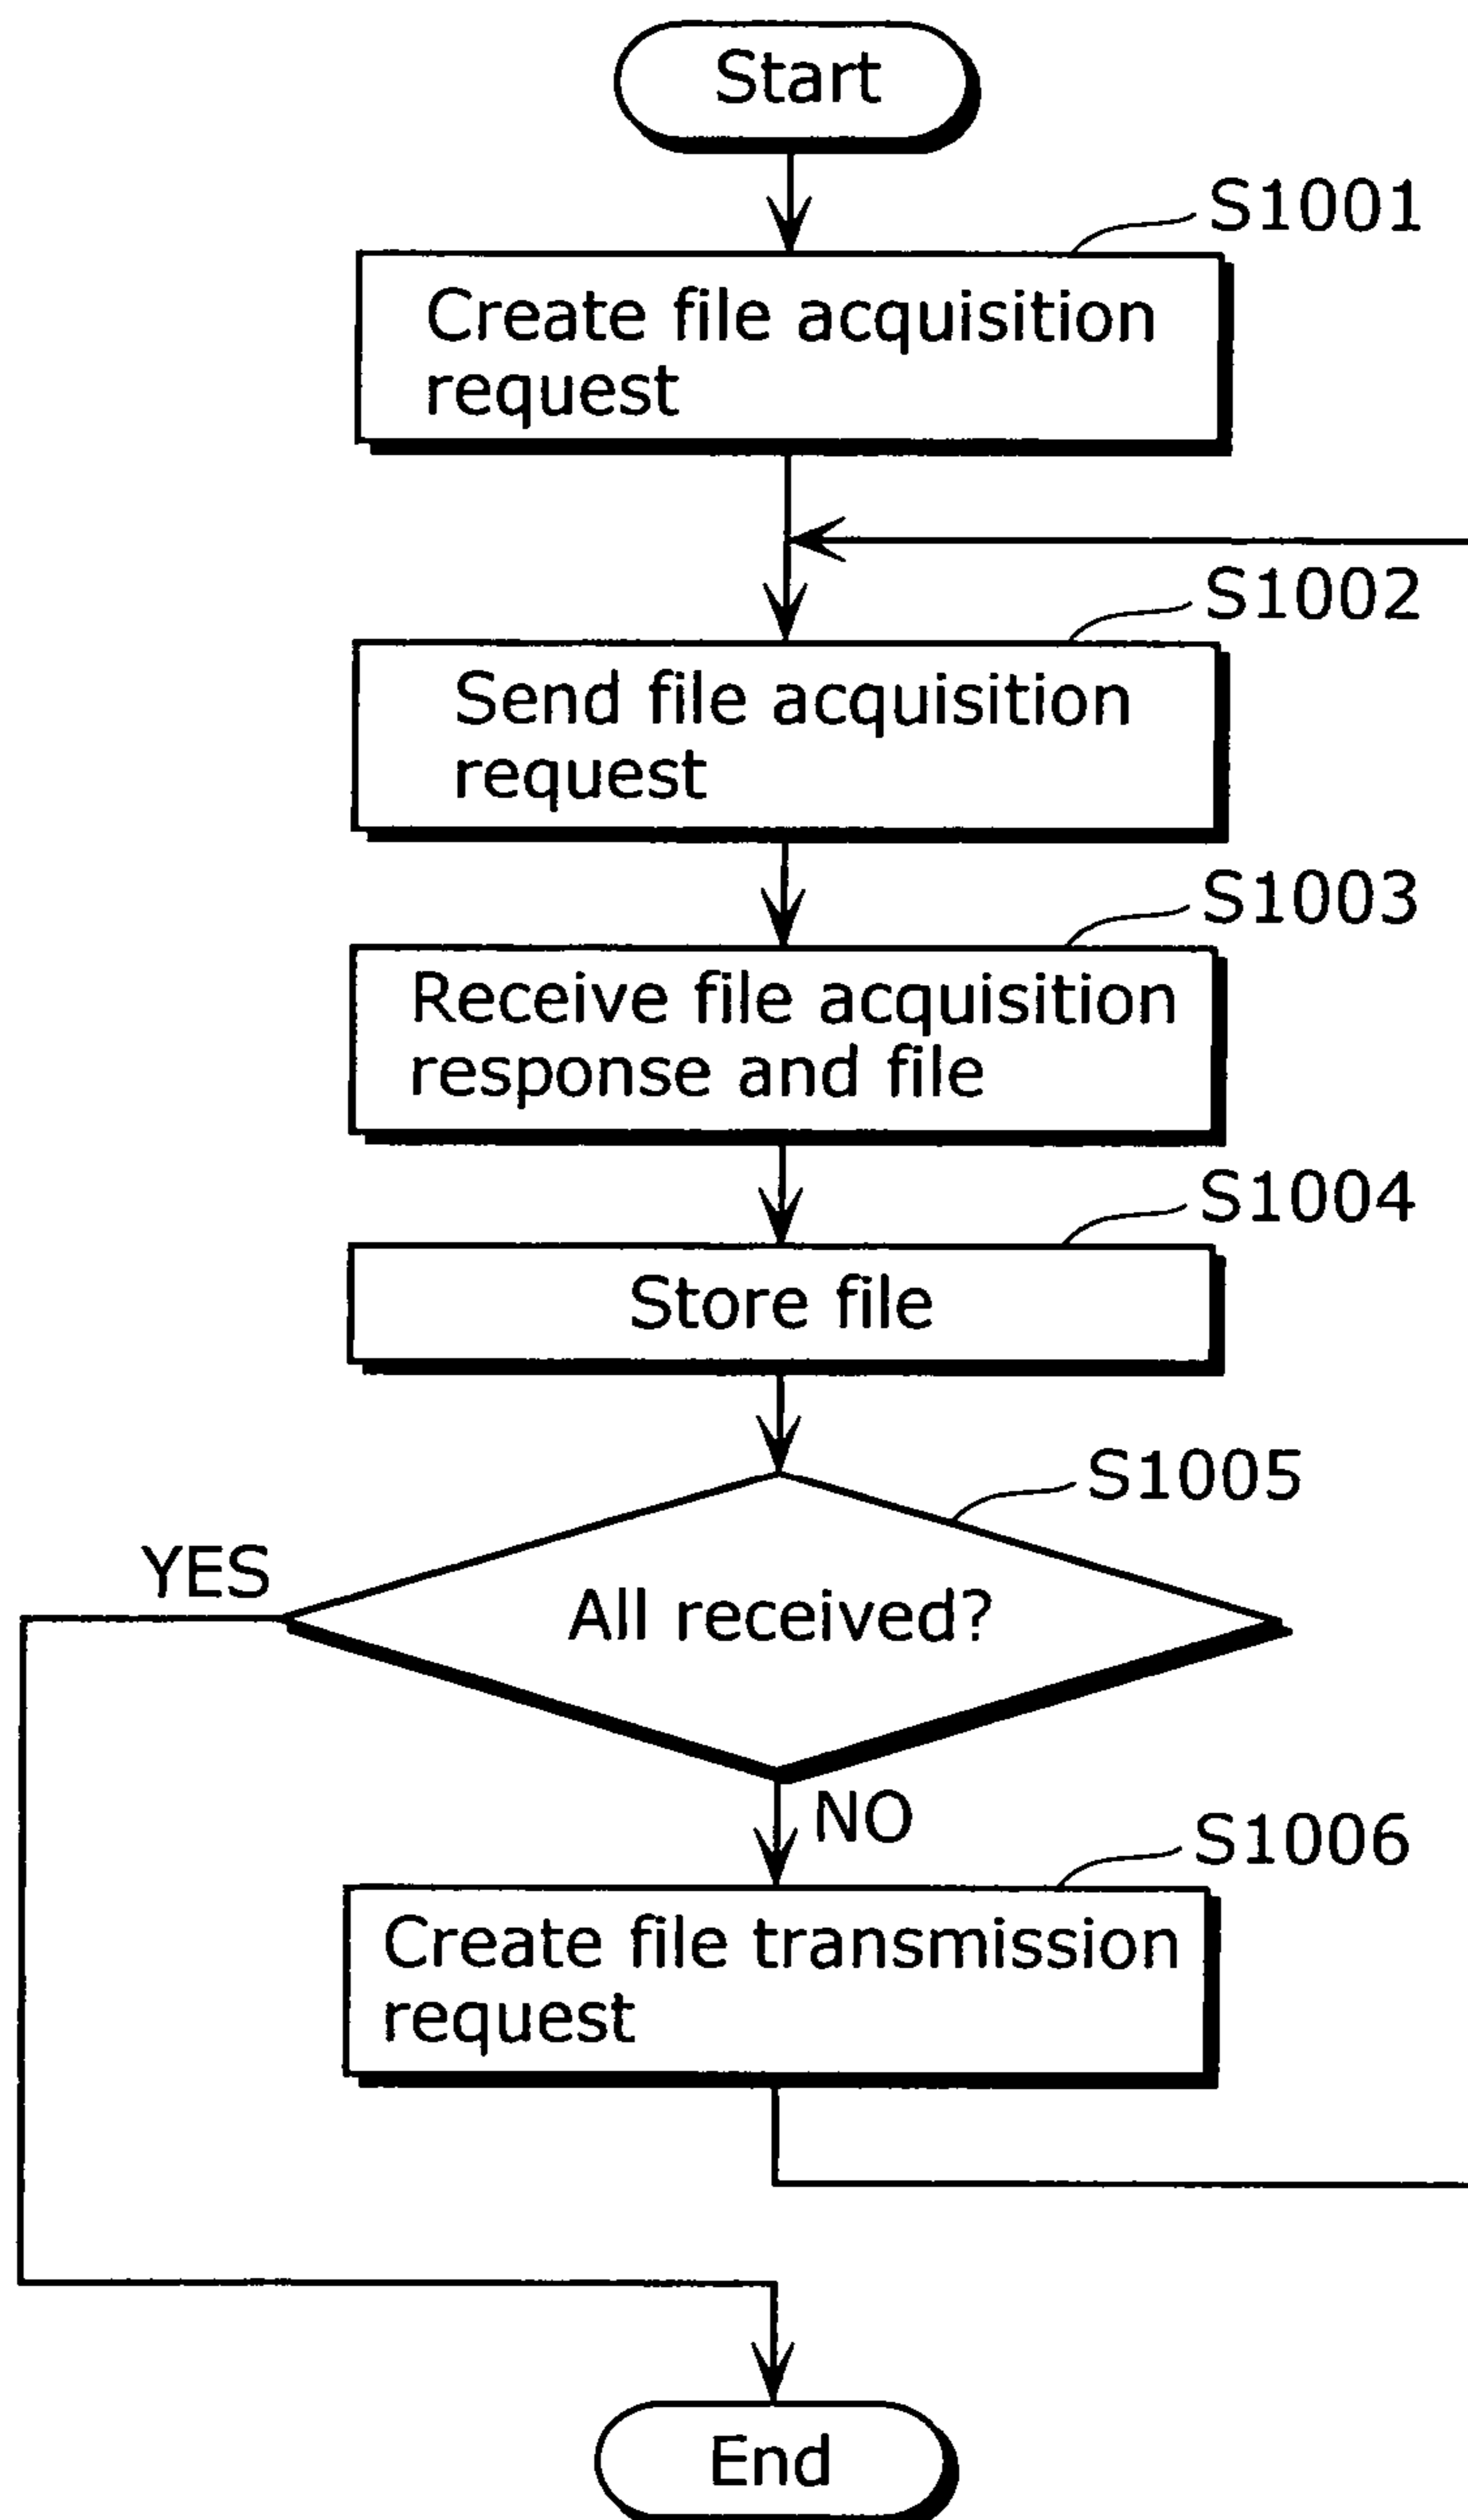 Start
S1001
Create file acquisition
request
S1002
Send file acquisition
request
S1003
Receive file acquisition
response and file
S1004
Store file
S1005
YES
All received?
NO
S1006
Create file transmission
request
End